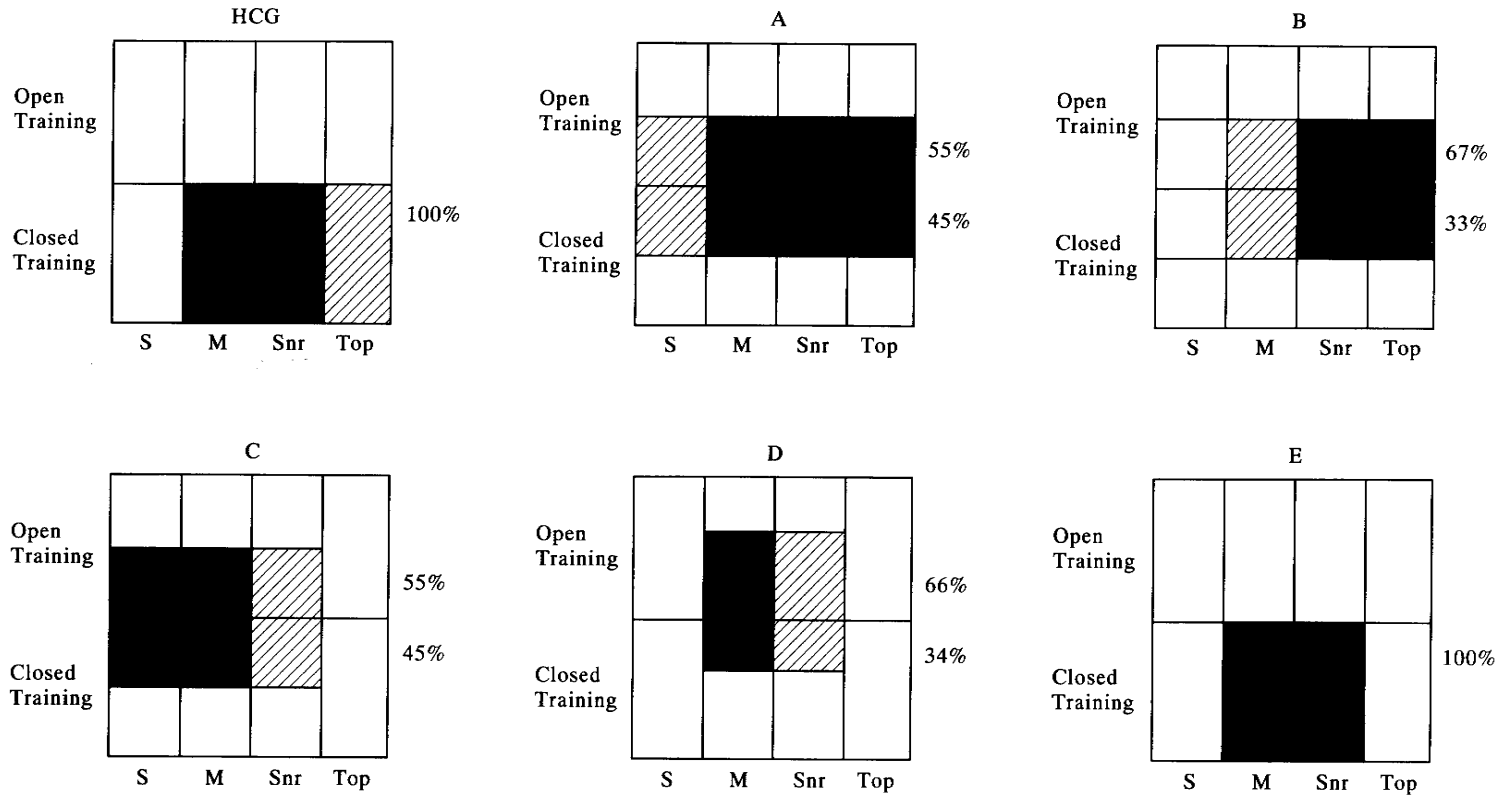 HCG
Open
Training
Closed
Training
100%
S M Snr Top
A
Open
Training
Closed
Training
55%
45%
S M Snr Top
B
Open
Training
Closed
Training
67%
33%
S M Snr Top
C
Open
Training
Closed
Training
55%
45%
S M Snr Top
D
Open
Training
Closed
Training
66%
34%
S M Snr Top
E
Open
Training
Closed
Training
100%
S M Snr Top